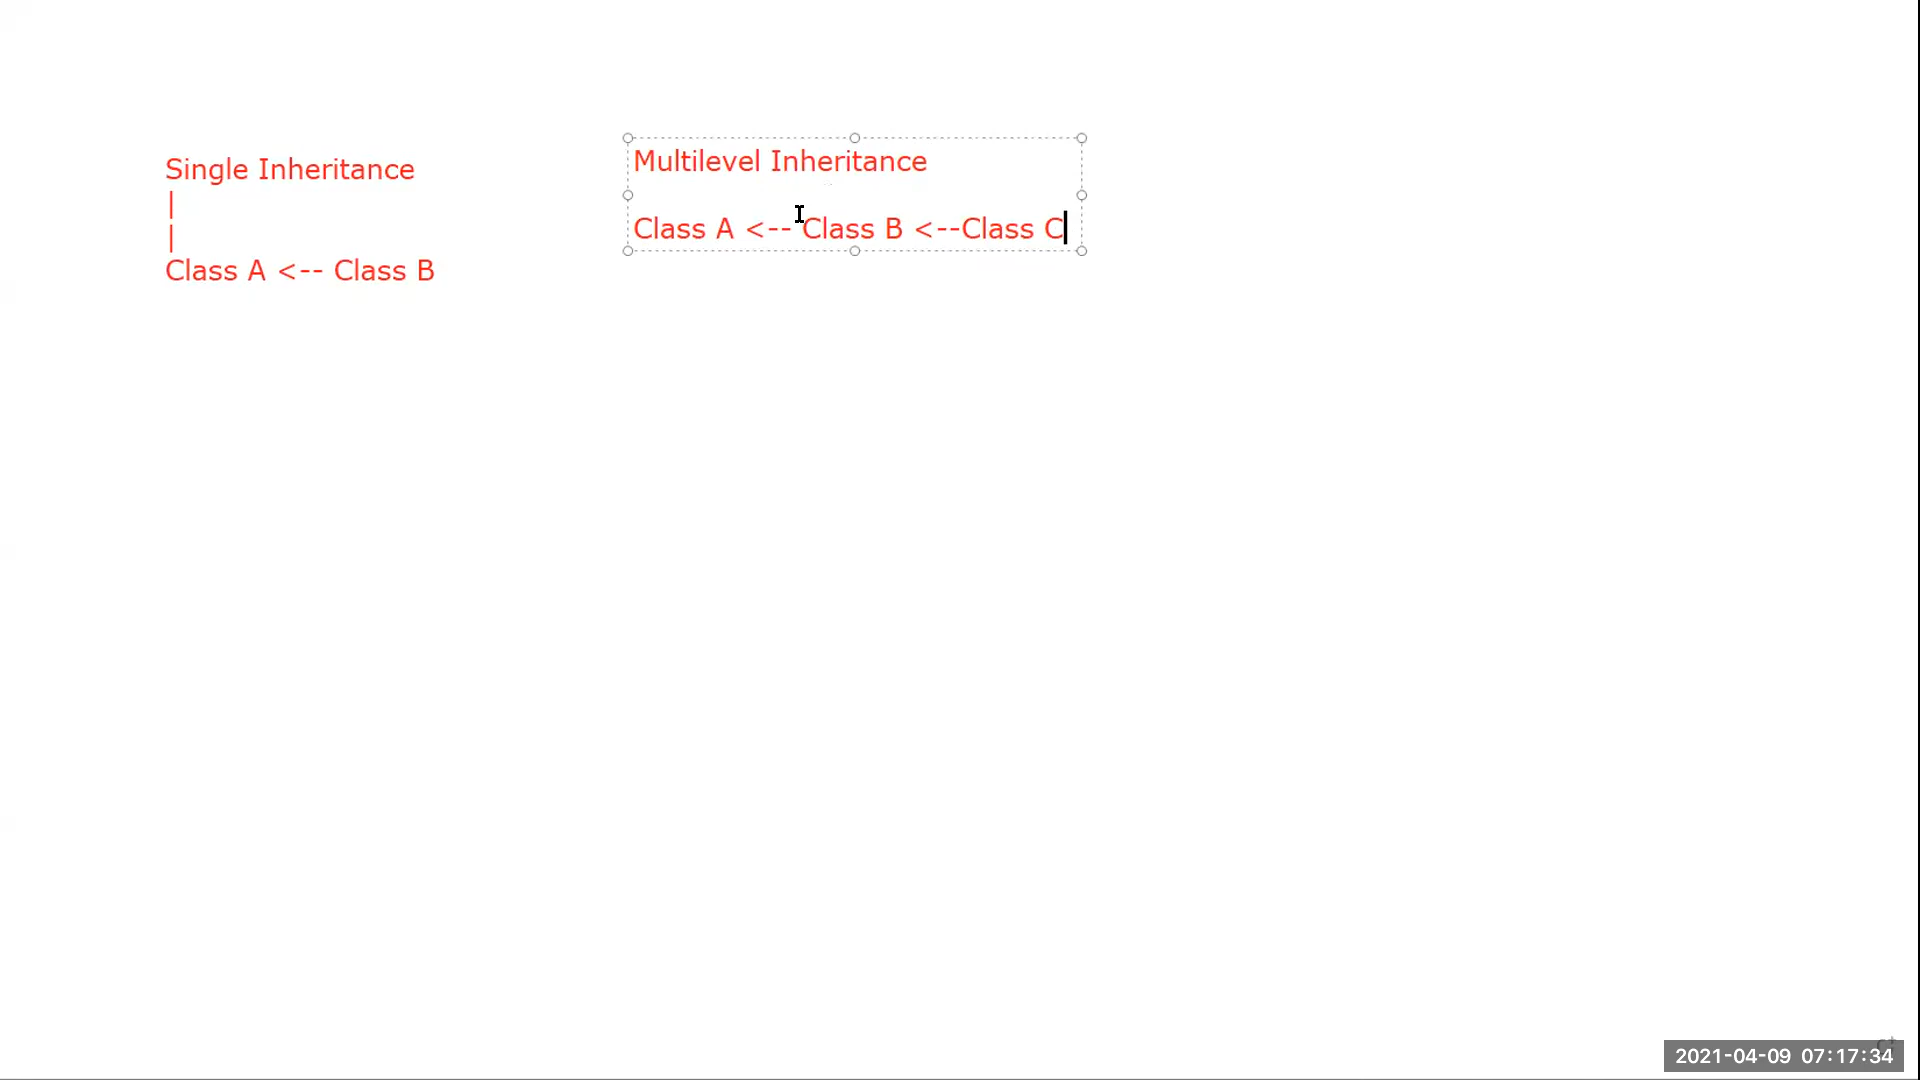 Single Inheritance
|
|
Class A <-- Class B
Multilevel Inheritance
Class A <-- Class B <--Class C
2021-04-09 07:17:34